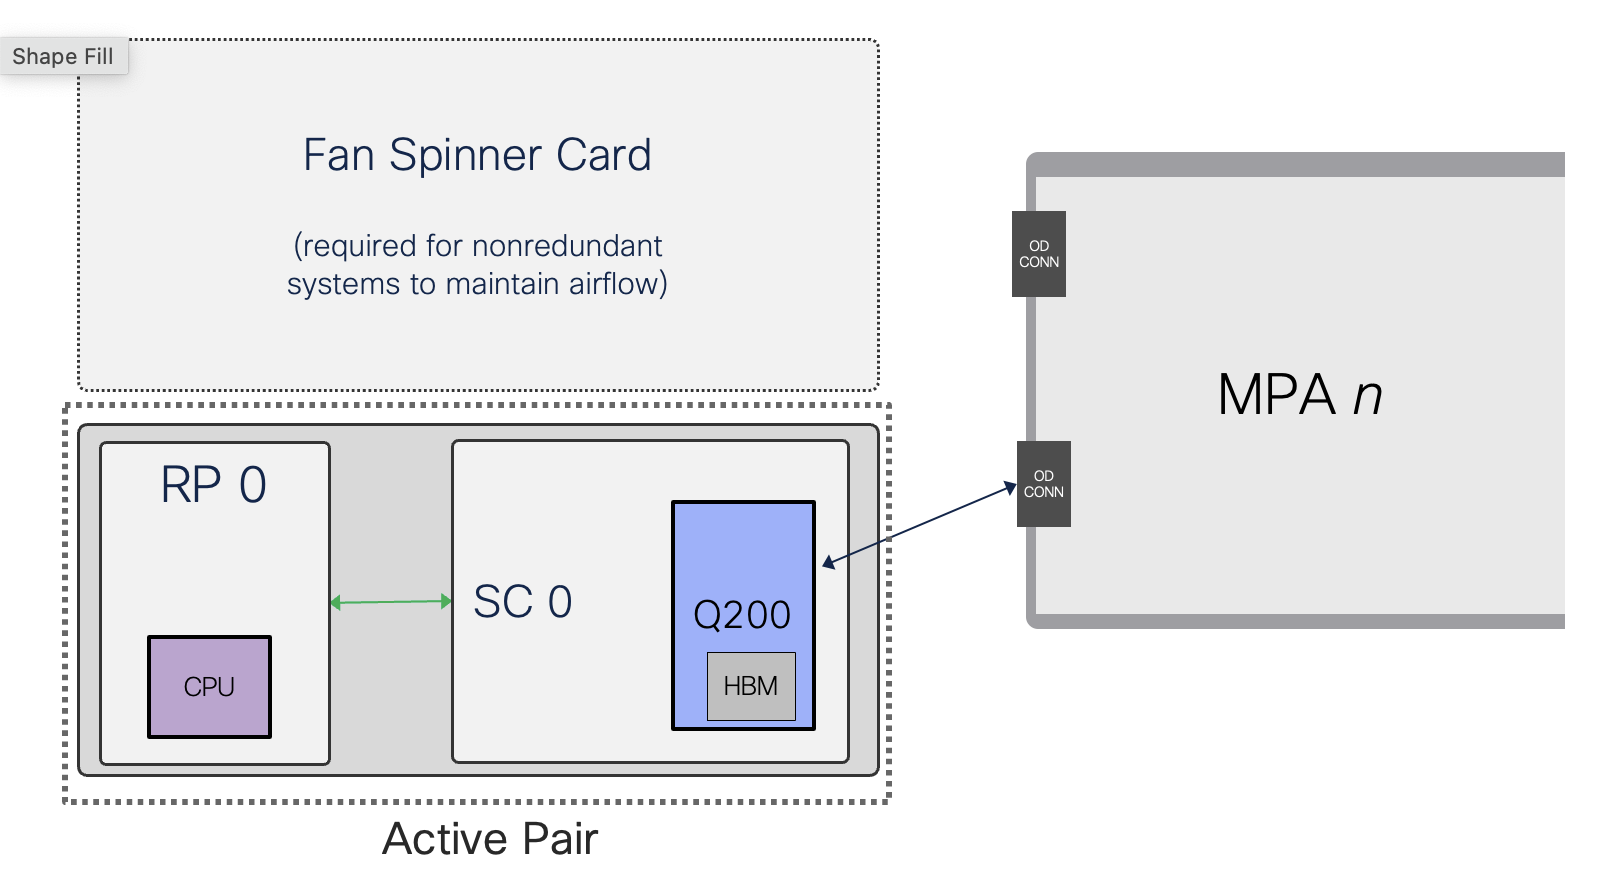 Shape Fill
Fan Spinner Card
(required for nonredundant
systems to maintain airflow)
OD
CONN
MPA n
OD
CONN
RP 0
SC 0
Q200
HBM
CPU
Active Pair